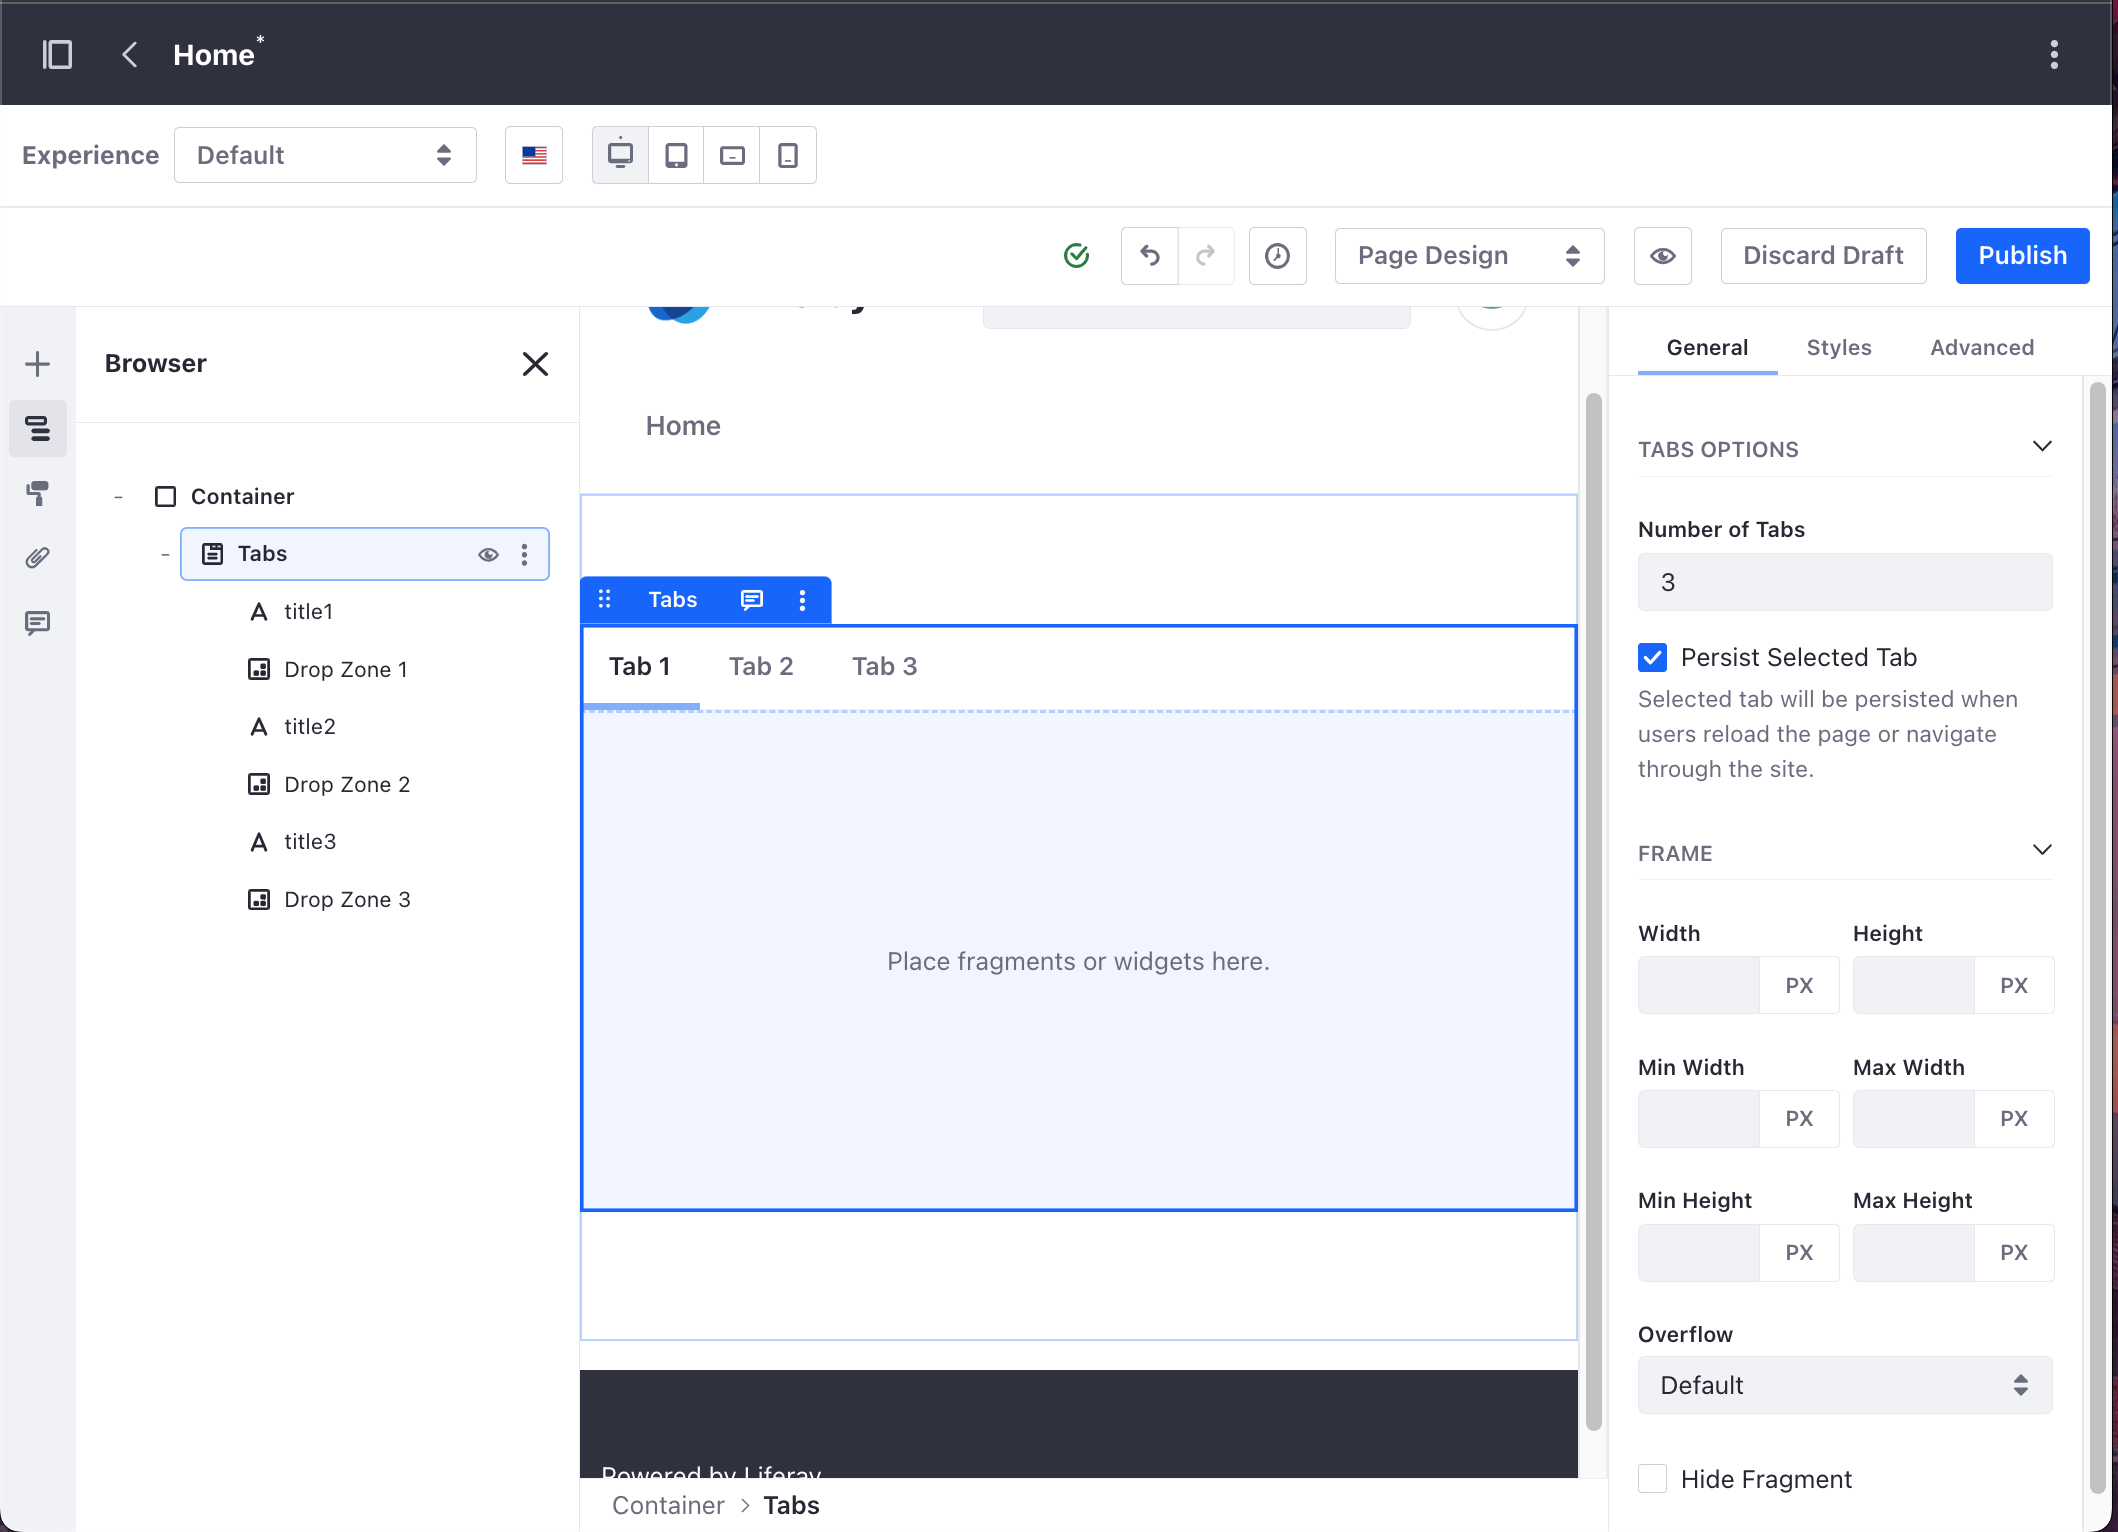 Home*
Experience
Default
Page Design
Discard Draft
Publish
Browser
Container
Tabs
title1
Drop Zone 1
title2
Drop Zone 2
title3
Drop Zone 3
Home
Tabs
Tab 1
Tab 2
Tab 3
Place fragments or widgets here.
Powered by Liferay
Container > Tabs
General
Styles
Advanced
TABS OPTIONS
Number of Tabs
3
Persist Selected Tab
Selected tab will be persisted when
users reload the page or navigate
through the site.
FRAME
Width
Height
PX
PX
Min Width
Max Width
PX
PX
Min Height
Max Height
PX
PX
Overflow
Default
Hide Fragment